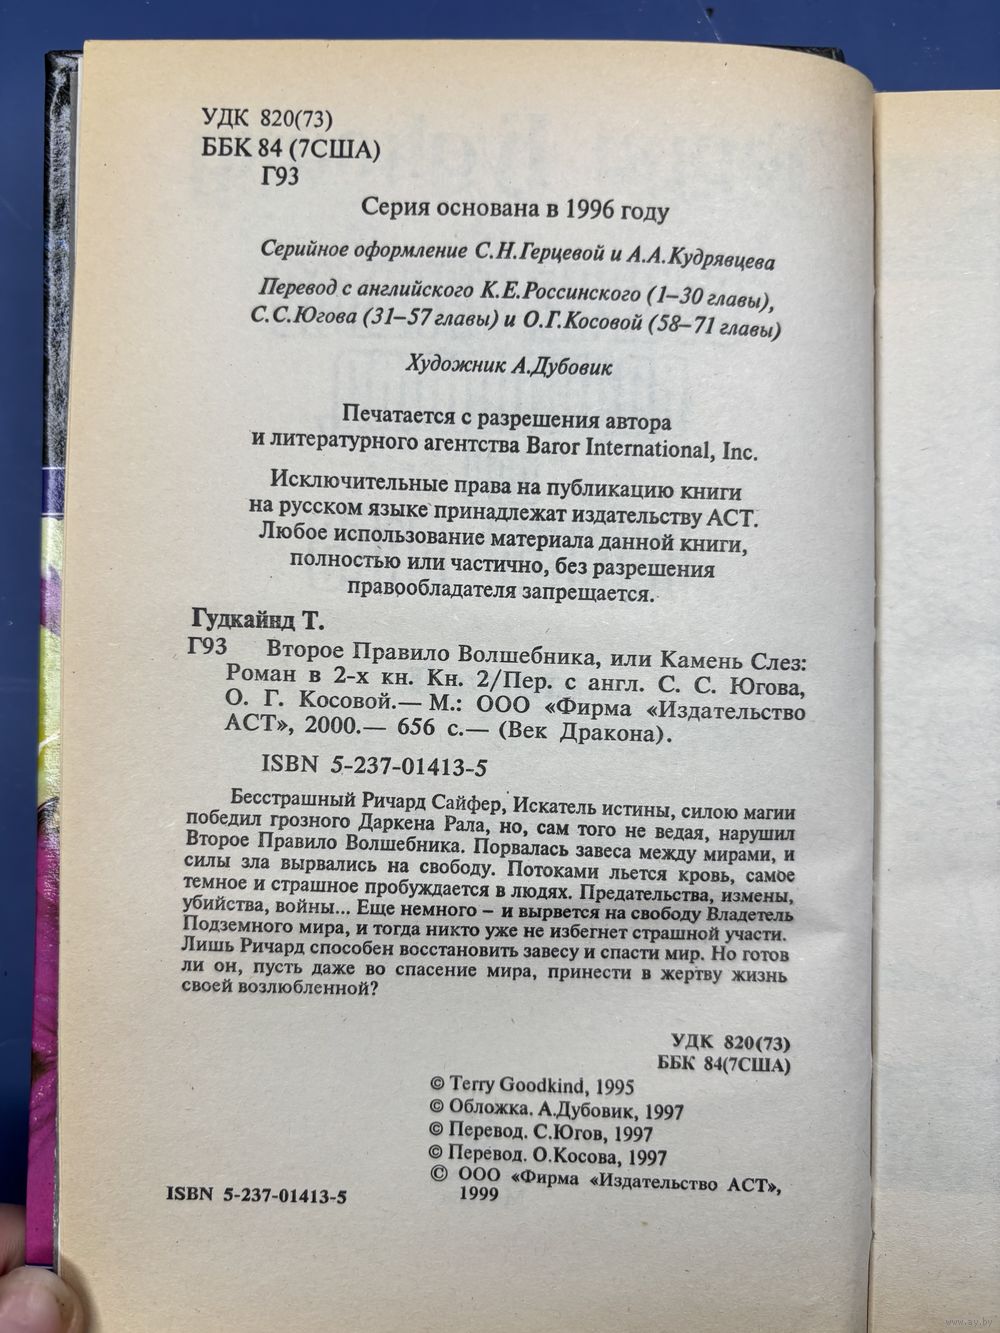 УДК 820(73)
ББК 84 (7США)
Г93
Серия основана в 1996 году
Серийное оформление С.Н.Герцевой и А.А.Кудрявцева
Перевод с английского К.Е.Россинского (1–30 главы),
С.С.Югова (31–57 главы) и О.Г.Косовой (58–71 главы)
Художник А.Дубовик
Печатается с разрешения автора
и литературного агентства Baror International, Inc.
Исключительные права на публикацию книги
на русском языке принадлежат издательству АСТ.
Любое использование материала данной книги,
полностью или частично, без разрешения
правообладателя запрещается.
Гудкайнд Т.
Г93 Второе Правило Волшебника, или Камень Слез:
Роман в 2-х кн. Кн. 2/Пер. с англ. С. С. Югова,
О. Г. Косовой.— М.: ООО «Фирма «Издательство
АСТ», 2000.— 656 с.— (Век Дракона).
ISBN 5-237-01413-5
Бесстрашный Ричард Сайфер, Искатель истины, силою магии
победил грозного Даркена Рала, но, сам того не ведая, нарушил
Второе Правило Волшебника. Порвалась завеса между мирами, и
силы зла вырвались на свободу. Потоками льется кровь, самое
темное и страшное пробуждается в людях. Предательства, измены,
убийства, войны... Еще немного – и вырвется на свободу Владетель
Подземного мира, и тогда никто уже не избегнет страшной участи.
Лишь Ричард способен восстановить завесу и спасти мир. Но готов
ли он, пусть даже во спасение мира, принести в жертву жизнь
своей возлюбленной?
УДК 820(73)
ББК 84(7США)
© Terry Goodkind, 1995
© Обложка. А.Дубовик, 1997
© Перевод. С.Югов, 1997
© Перевод. О.Косова, 1997
© ООО «Фирма «Издательство АСТ»,
1999
ISBN 5-237-01413-5
www.ay.by